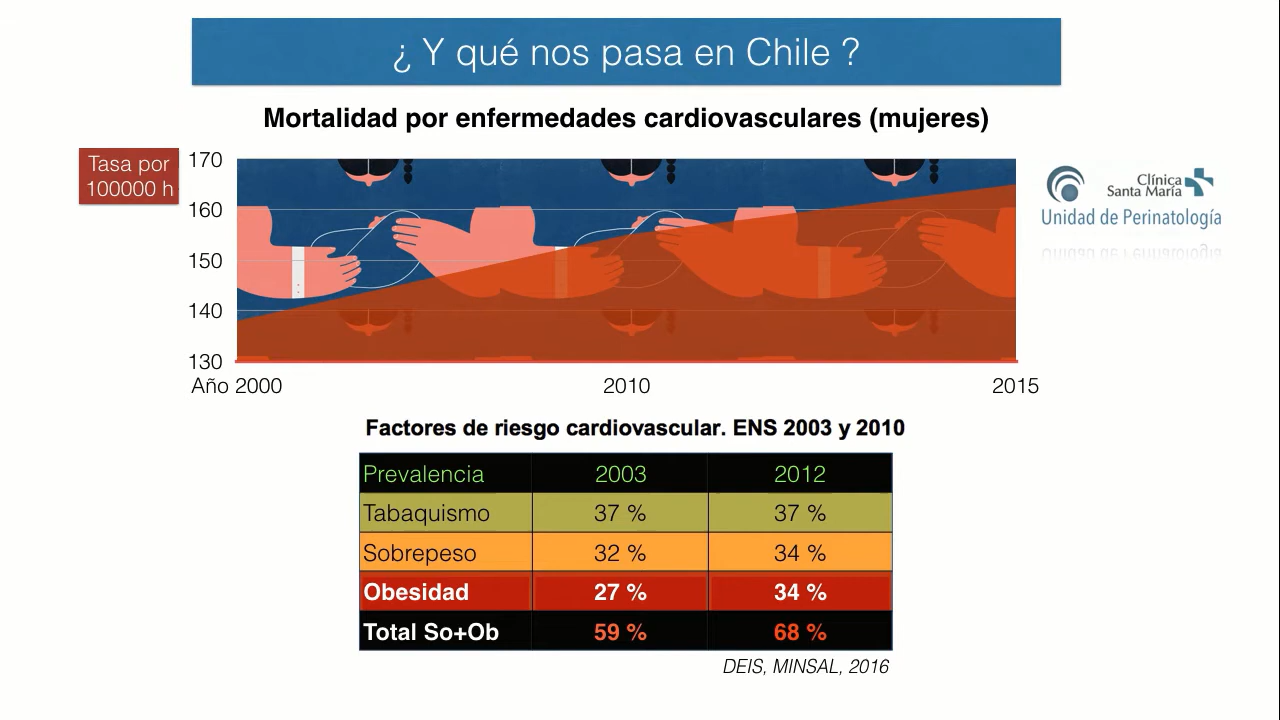 ¿ Y qué nos pasa en Chile ?
Mortalidad por enfermedades cardiovasculares (mujeres)
Tasa por
100000 h
170
160
150
140
130
Año 2000
2010
2015
Clínica
Santa María
Unidad de Perinatología
Factores de riesgo cardiovascular. ENS 2003 y 2010
Prevalencia 2003 2012
Tabaquismo 37 % 37 %
Sobrepeso 32 % 34 %
Obesidad 27 % 34 %
Total So+Ob 59 % 68 %
DEIS, MINSAL, 2016